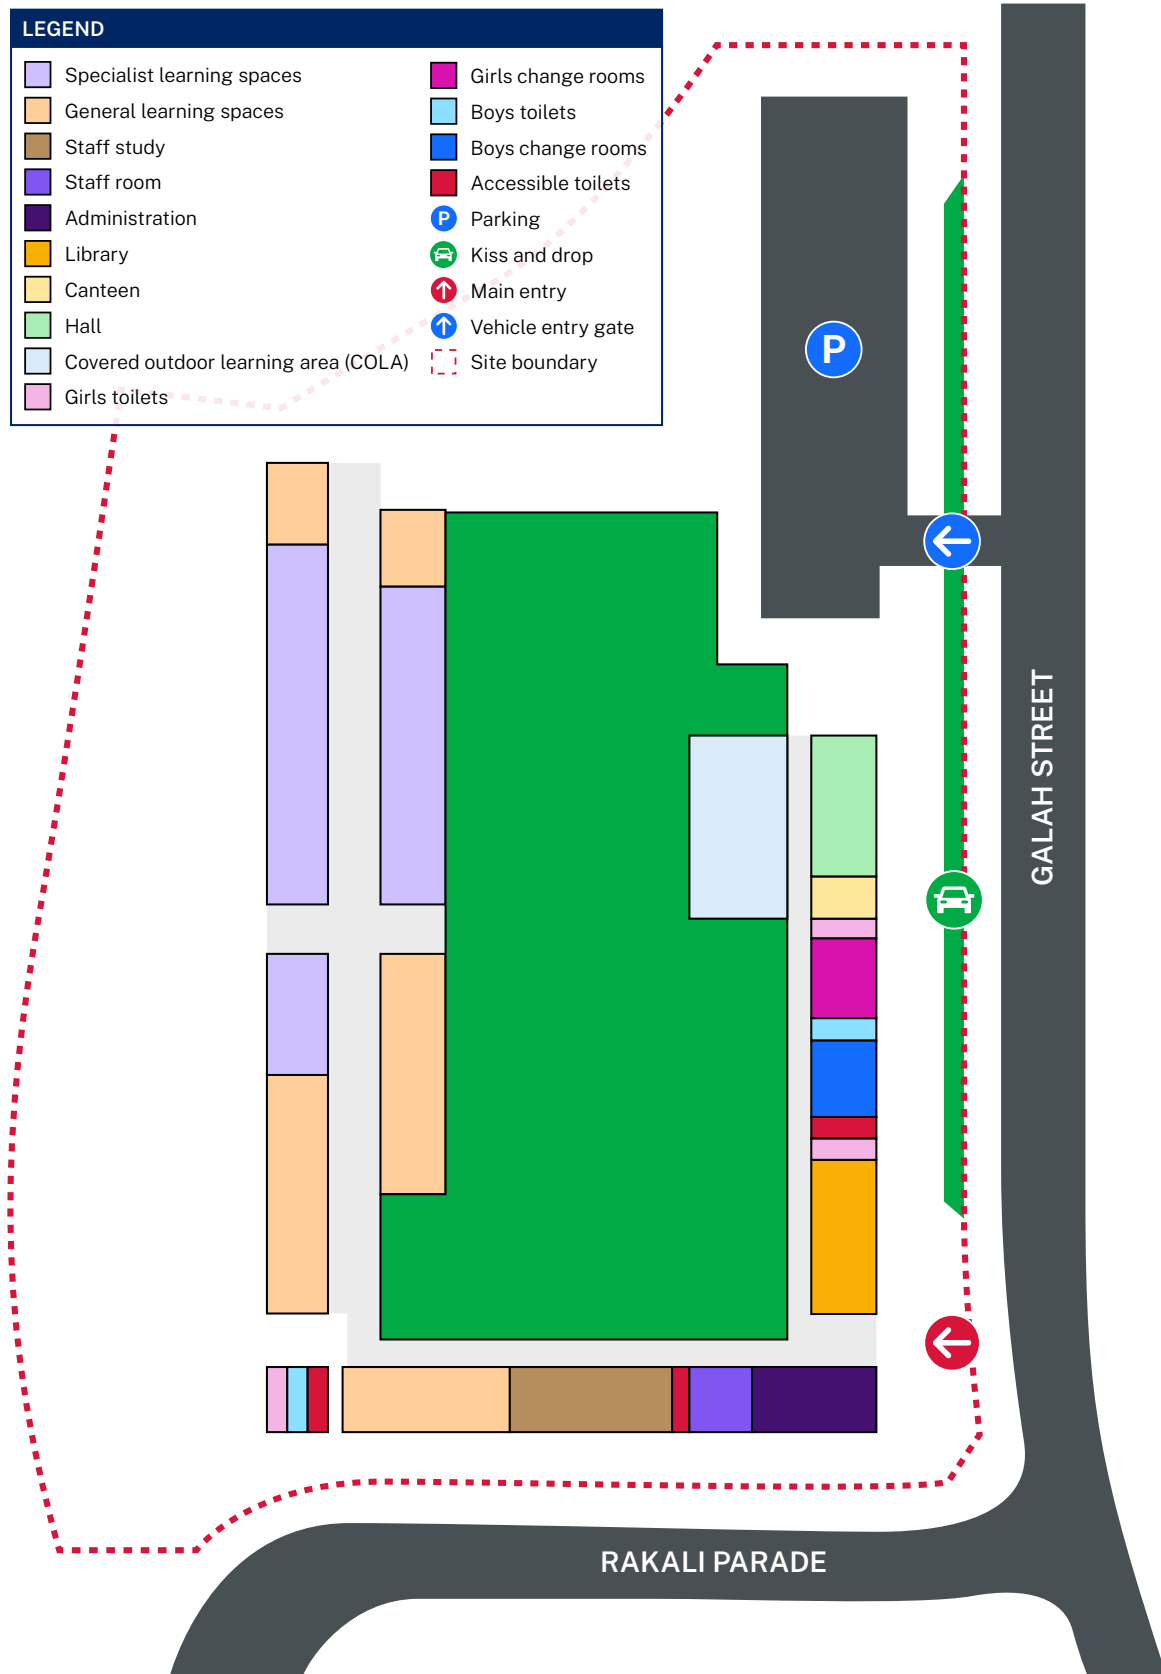 LEGEND
Specialist learning spaces
General learning spaces
Staff study
Staff room
Administration
Library
Canteen
Hall
Covered outdoor learning area (COLA)
Girls toilets
Girls change rooms
Boys toilets
Boys change rooms
Accessible toilets
P Parking
Kiss and drop
Main entry
Vehicle entry gate
Site boundary
P
GALAH STREET
RAKALI PARADE